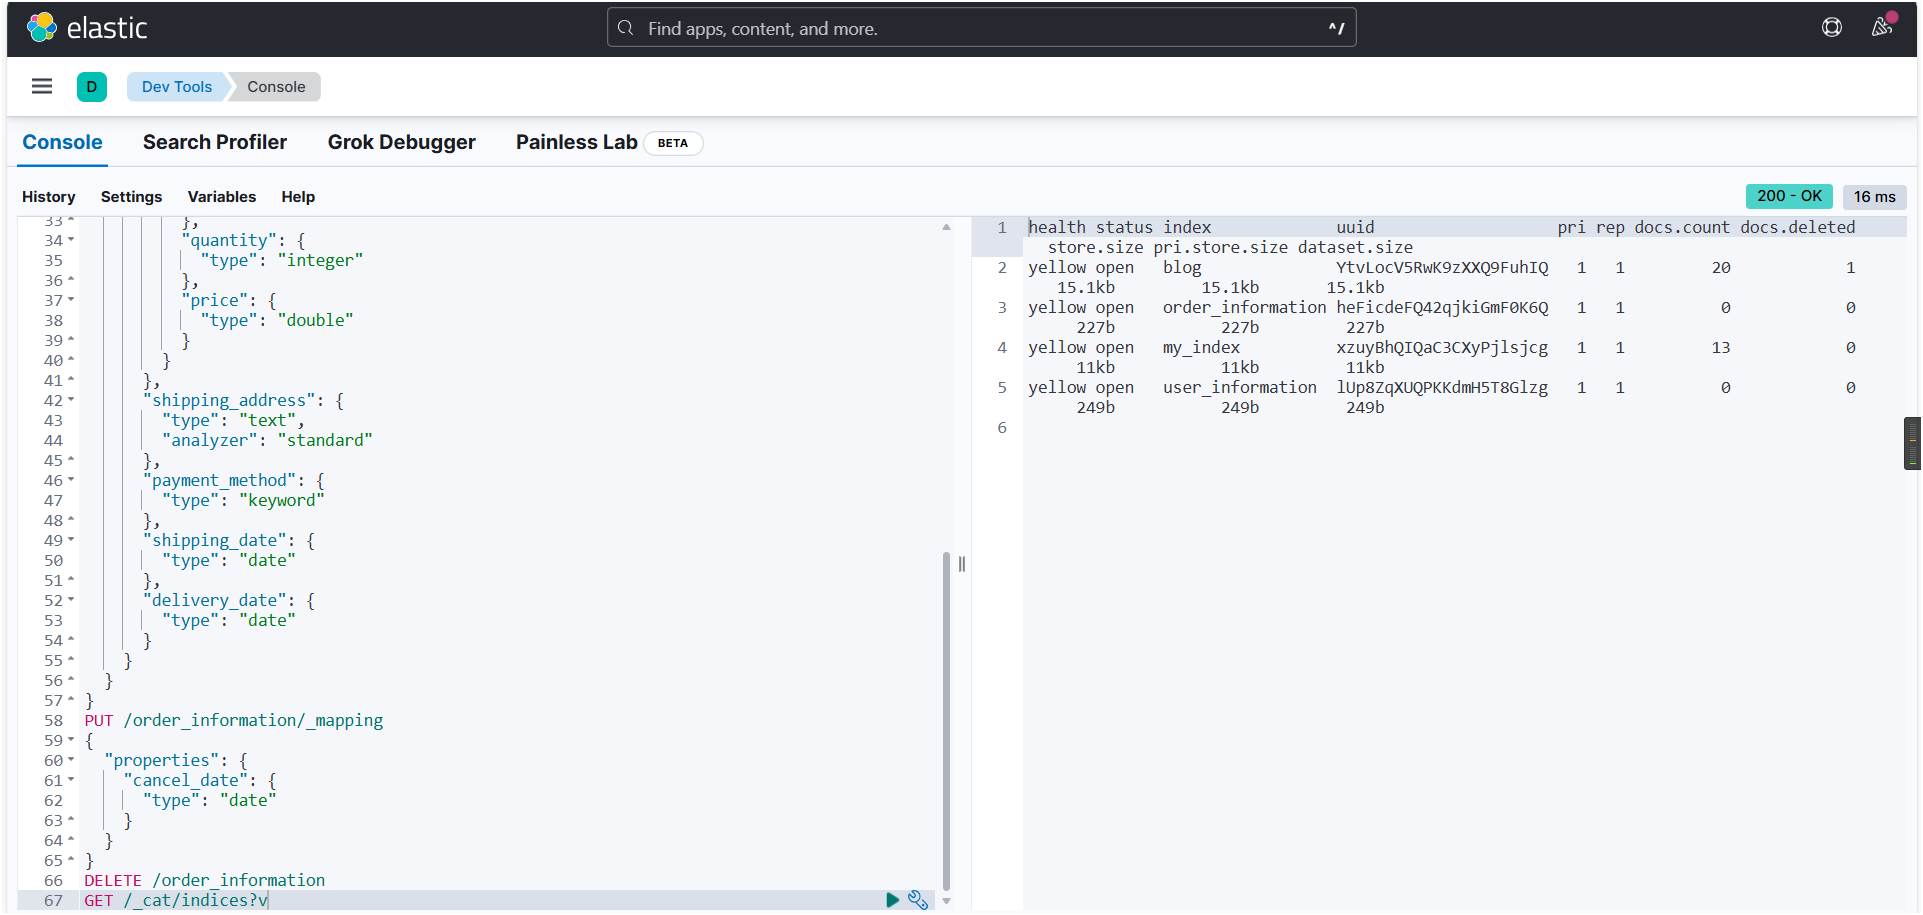 elastic
Find apps, content, and more.
^/
D
Dev Tools
Console
Console
Search Profiler
Grok Debugger
Painless Lab
BETA
History
Settings
Variables
Help
200 - OK
16 ms
33 },
34 "quantity": {
35 "type": "integer"
36 },
37 "price": {
38 "type": "double"
39 }
40 }
41 },
42 "shipping_address": {
43 "type": "text",
44 "analyzer": "standard"
45 },
46 "payment_method": {
47 "type": "keyword"
48 },
49 "shipping_date": {
50 "type": "date"
51 },
52 "delivery_date": {
53 "type": "date"
54 }
55 }
56 }
57 }
58 PUT /order_information/_mapping
59 {
60 "properties": {
61 "cancel_date": {
62 "type": "date"
63 }
64 }
65 }
66 DELETE /order_information
67 GET /_cat/indices?v
1 health status index uuid pri rep docs.count docs.deleted
store.size pri.store.size dataset.size
2 yellow open blog YtvLocV5RwK9zXXQ9FuhIQ 1 1 20 1
15.1kb 15.1kb 15.1kb
3 yellow open order_information heFicdeFQ42qjkiGmF0K6Q 1 1 0 0
227b 227b 227b
4 yellow open my_index xzuyBhQIQaC3CXyPjlsjcg 1 1 13 0
11kb 11kb 11kb
5 yellow open user_information lUp8ZqXUQPKKdmH5T8Glzg 1 1 0 0
249b 249b 249b
6